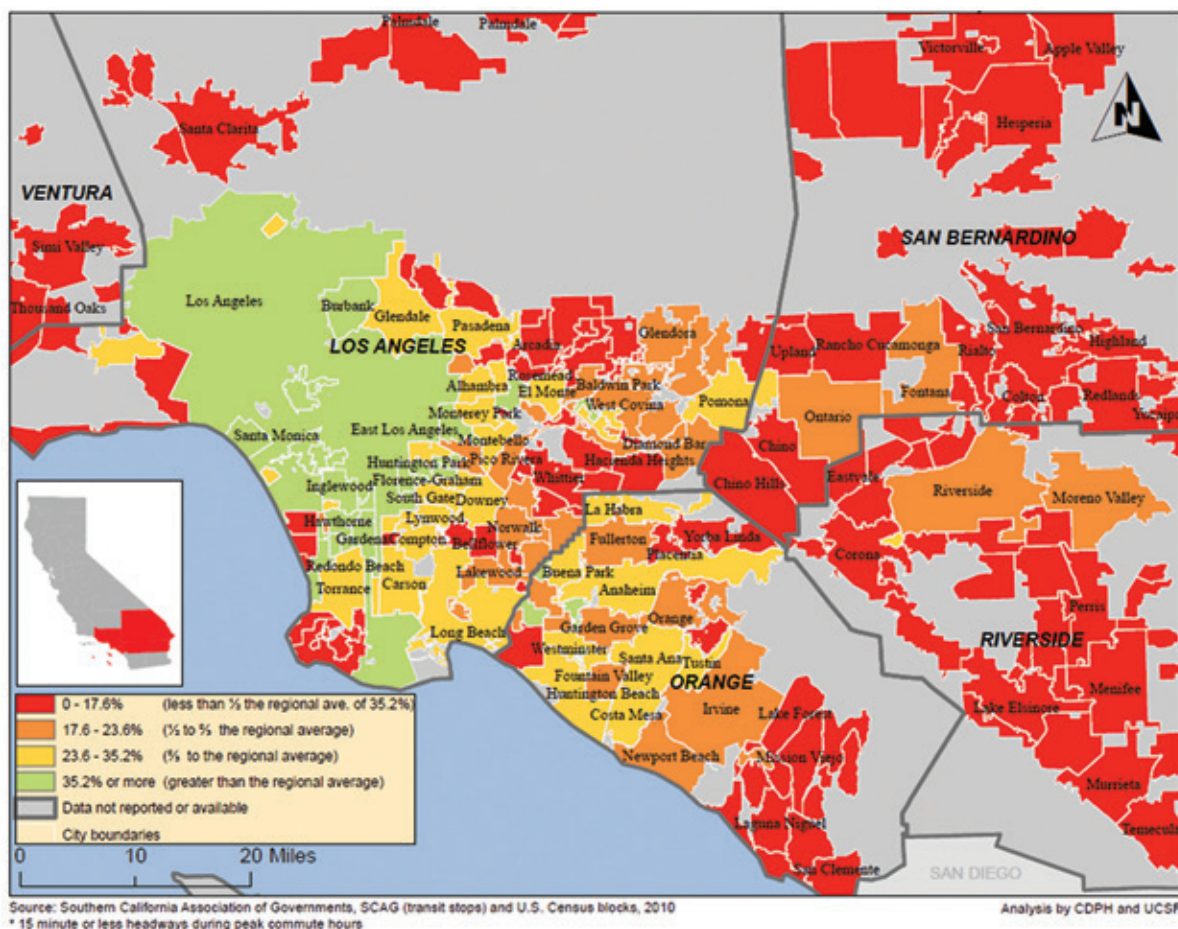 Palmdale
Palmdale
Victorville
Apple Valley
N
Santa Clarita
Hesperia
VENTURA
Simi Valley
SAN BERNARDINO
Thousand Oaks
Los Angeles
Burbank
Glendale
Pasadena
Glendora
LOS ANGELES
Arcadia
Upland
Rancho Cucamonga
San Bernardino
Rialto
Highland
Rosemead
Alhambra
El Monte
Baldwin Park
West Covina
Pomona
Fontana
Colton
Redlands
Yucaipa
Monterey Park
Ontario
Santa Monica
East Los Angeles
Montebello
Diamond Bar
Chino
Huntington Park
Pico Rivera
Whittier
Hacienda Heights
Chino Hills
Eastvale
Riverside
Moreno Valley
Inglewood
Florence-Graham
South Gate
Downey
La Habra
Hawthorne
Lynwood
Norwalk
Fullerton
Yorba Linda
Gardena
Compton
Bellflower
Placentia
Corona
Redondo Beach
Lakewood
Buena Park
Torrance
Carson
Anaheim
Perris
Long Beach
Garden Grove
Orange
RIVERSIDE
Westminster
Santa Ana
Tustin
Fountain Valley
ORANGE
Menifee
Huntington Beach
Costa Mesa
Irvine
Lake Forest
Lake Elsinore
Newport Beach
Mission Viejo
Murrieta
Laguna Niguel
Temecula
San Clemente
SAN DIEGO
0 - 17.6% (less than ½ the regional ave. of 35.2%)
17.6 - 23.6% (½ to ⅔ the regional average)
23.6 - 35.2% (⅔ to the regional average)
35.2% or more (greater than the regional average)
Data not reported or available
City boundaries
0 10 20 Miles
Source: Southern California Association of Governments, SCAG (transit stops) and U.S. Census blocks, 2010
Analysis by CDPH and UCSF
* 15 minute or less headways during peak commute hours